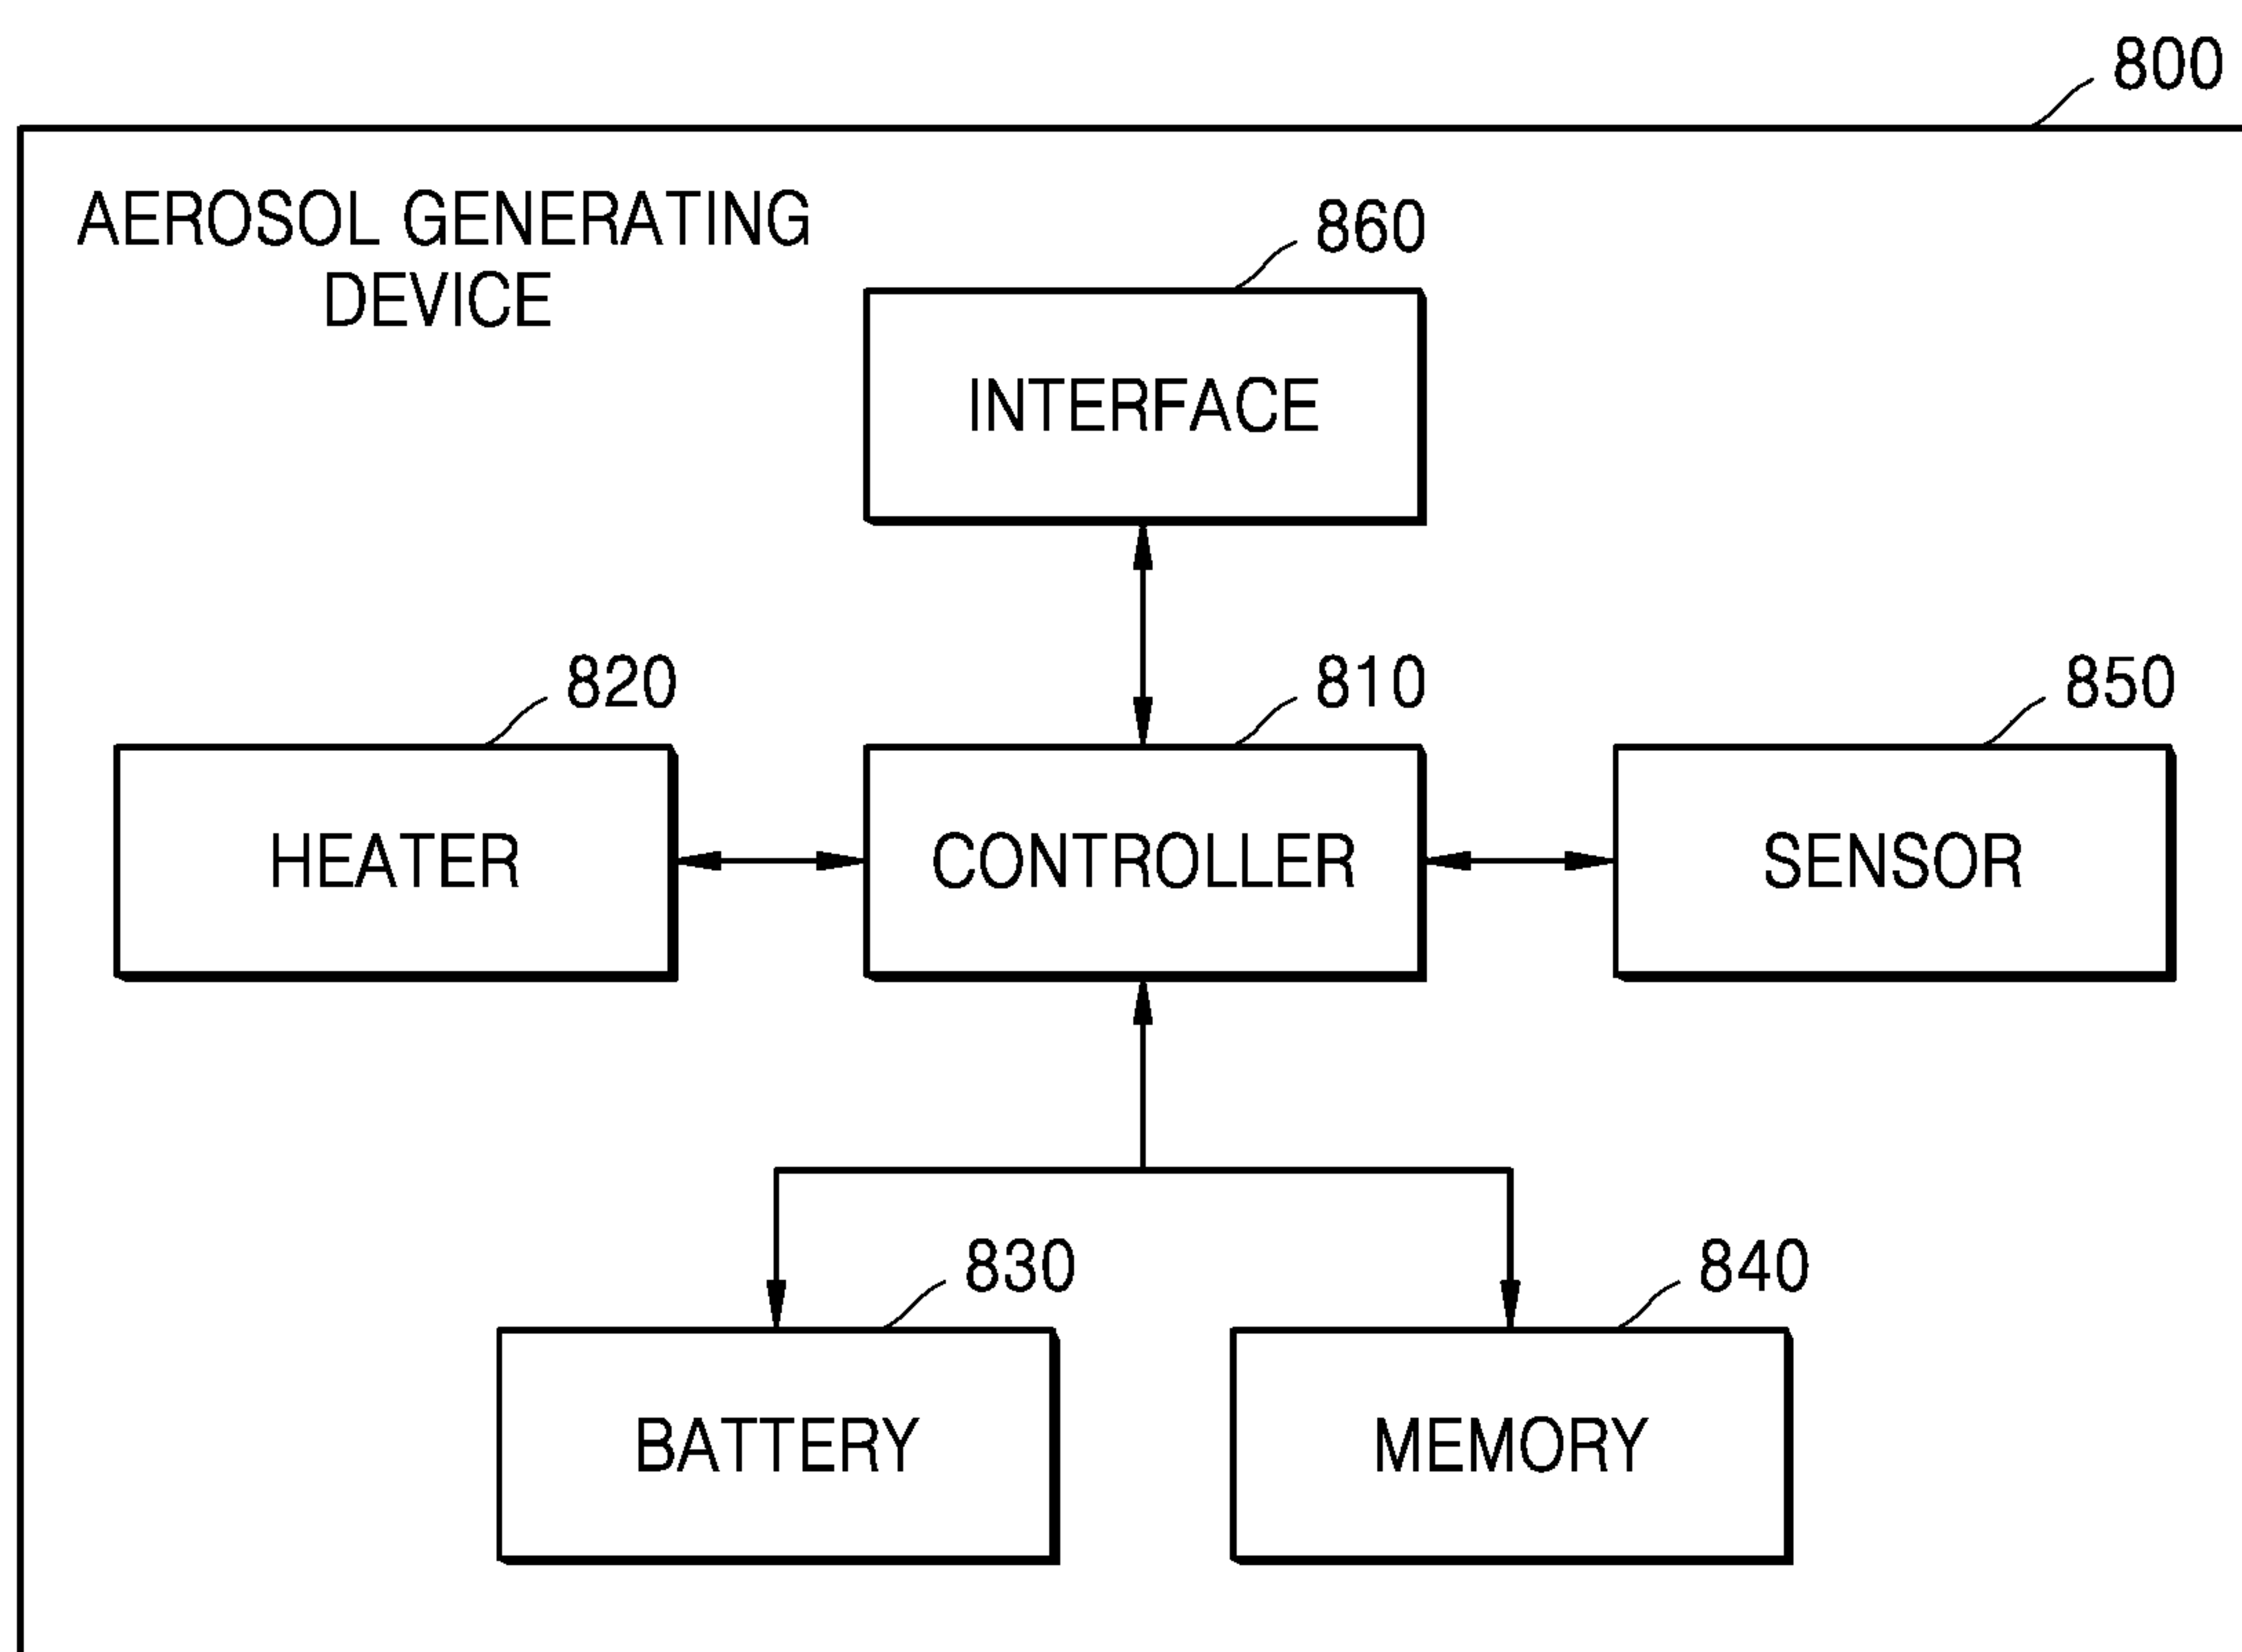 800
AEROSOL GENERATING
DEVICE
860
INTERFACE
820
810
850
HEATER
CONTROLLER
SENSOR
830
840
BATTERY
MEMORY